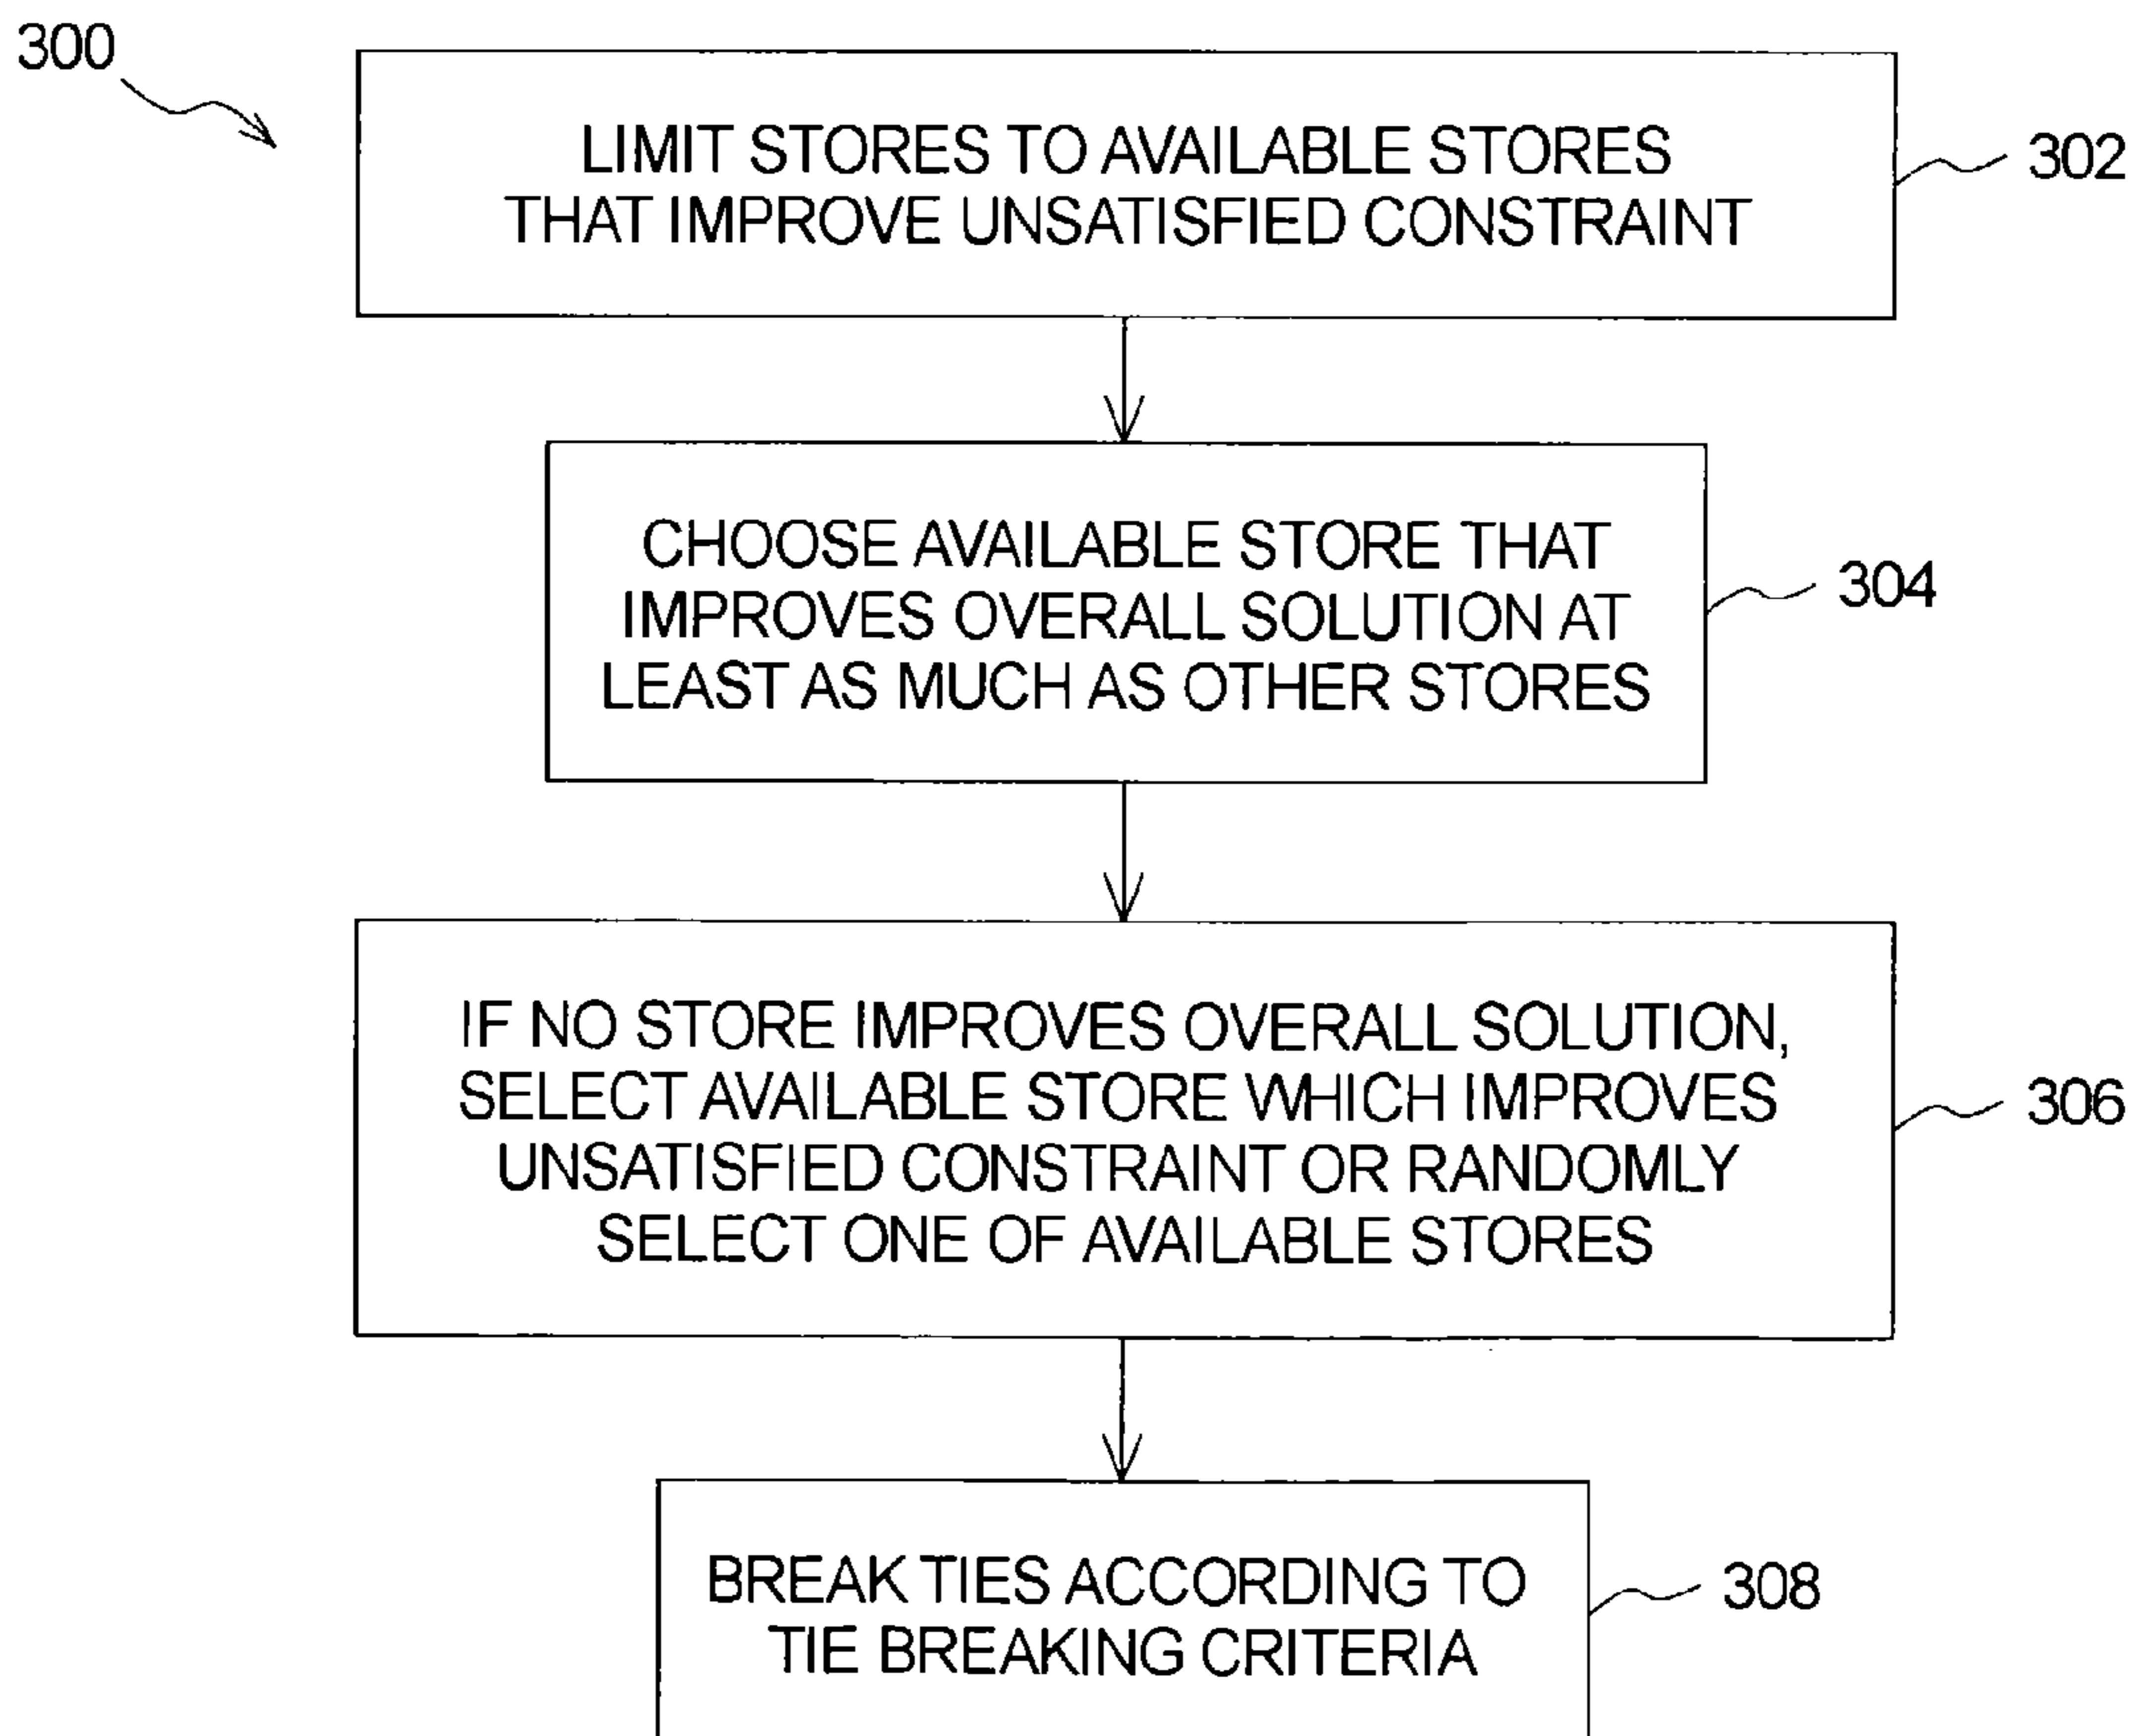 300
LIMIT STORES TO AVAILABLE STORES
THAT IMPROVE UNSATISFIED CONSTRAINT
302
CHOOSE AVAILABLE STORE THAT
IMPROVES OVERALL SOLUTION AT
LEAST AS MUCH AS OTHER STORES
304
IF NO STORE IMPROVES OVERALL SOLUTION,
SELECT AVAILABLE STORE WHICH IMPROVES
UNSATISFIED CONSTRAINT OR RANDOMLY
SELECT ONE OF AVAILABLE STORES
306
BREAK TIES ACCORDING TO
TIE BREAKING CRITERIA
308